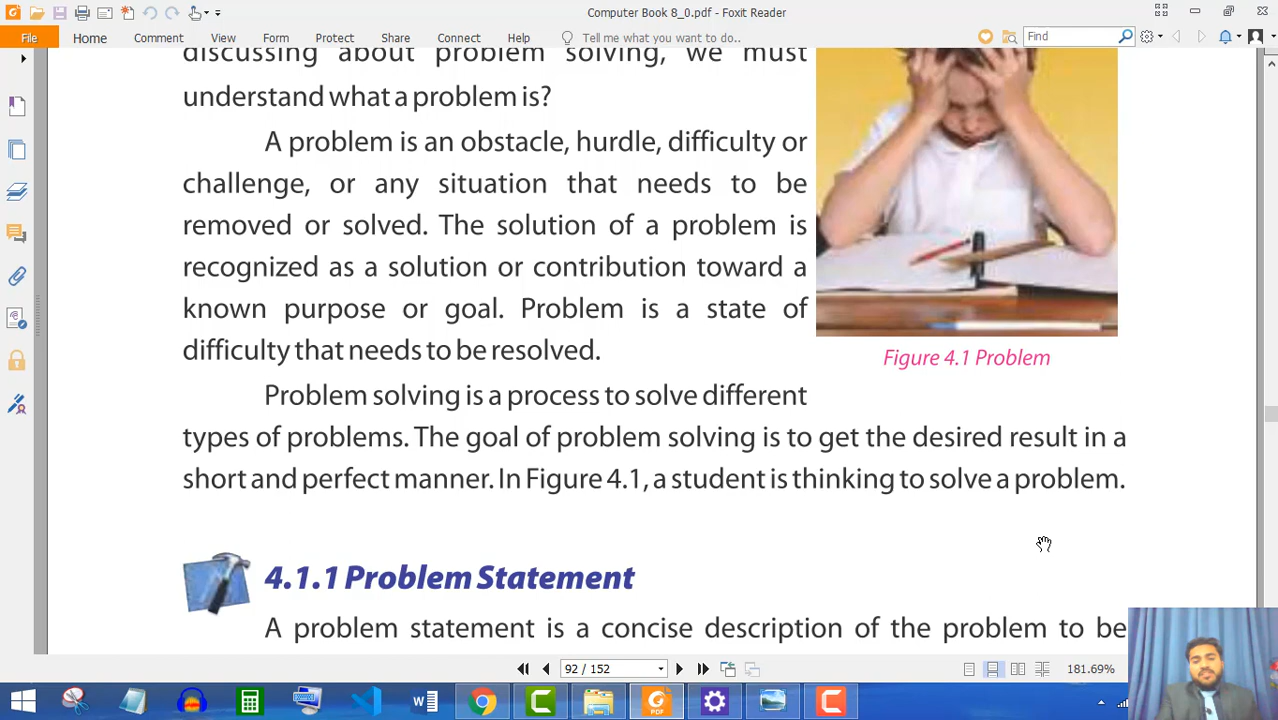 Computer Book 8_0.pdf - Foxit Reader
File Home Comment View Form Protect Share Connect Help Tell me what you want to do.. Find
discussing about problem solving, we must
understand what a problem is?
A problem is an obstacle, hurdle, difficulty or
challenge, or any situation that needs to be
removed or solved. The solution of a problem is
recognized as a solution or contribution toward a
known purpose or goal. Problem is a state of
difficulty that needs to be resolved.
Figure 4.1 Problem
Problem solving is a process to solve different
types of problems. The goal of problem solving is to get the desired result in a
short and perfect manner. In Figure 4.1, a student is thinking to solve a problem.
4.1.1 Problem Statement
A problem statement is a concise description of the problem to be
92 / 152
181.69%